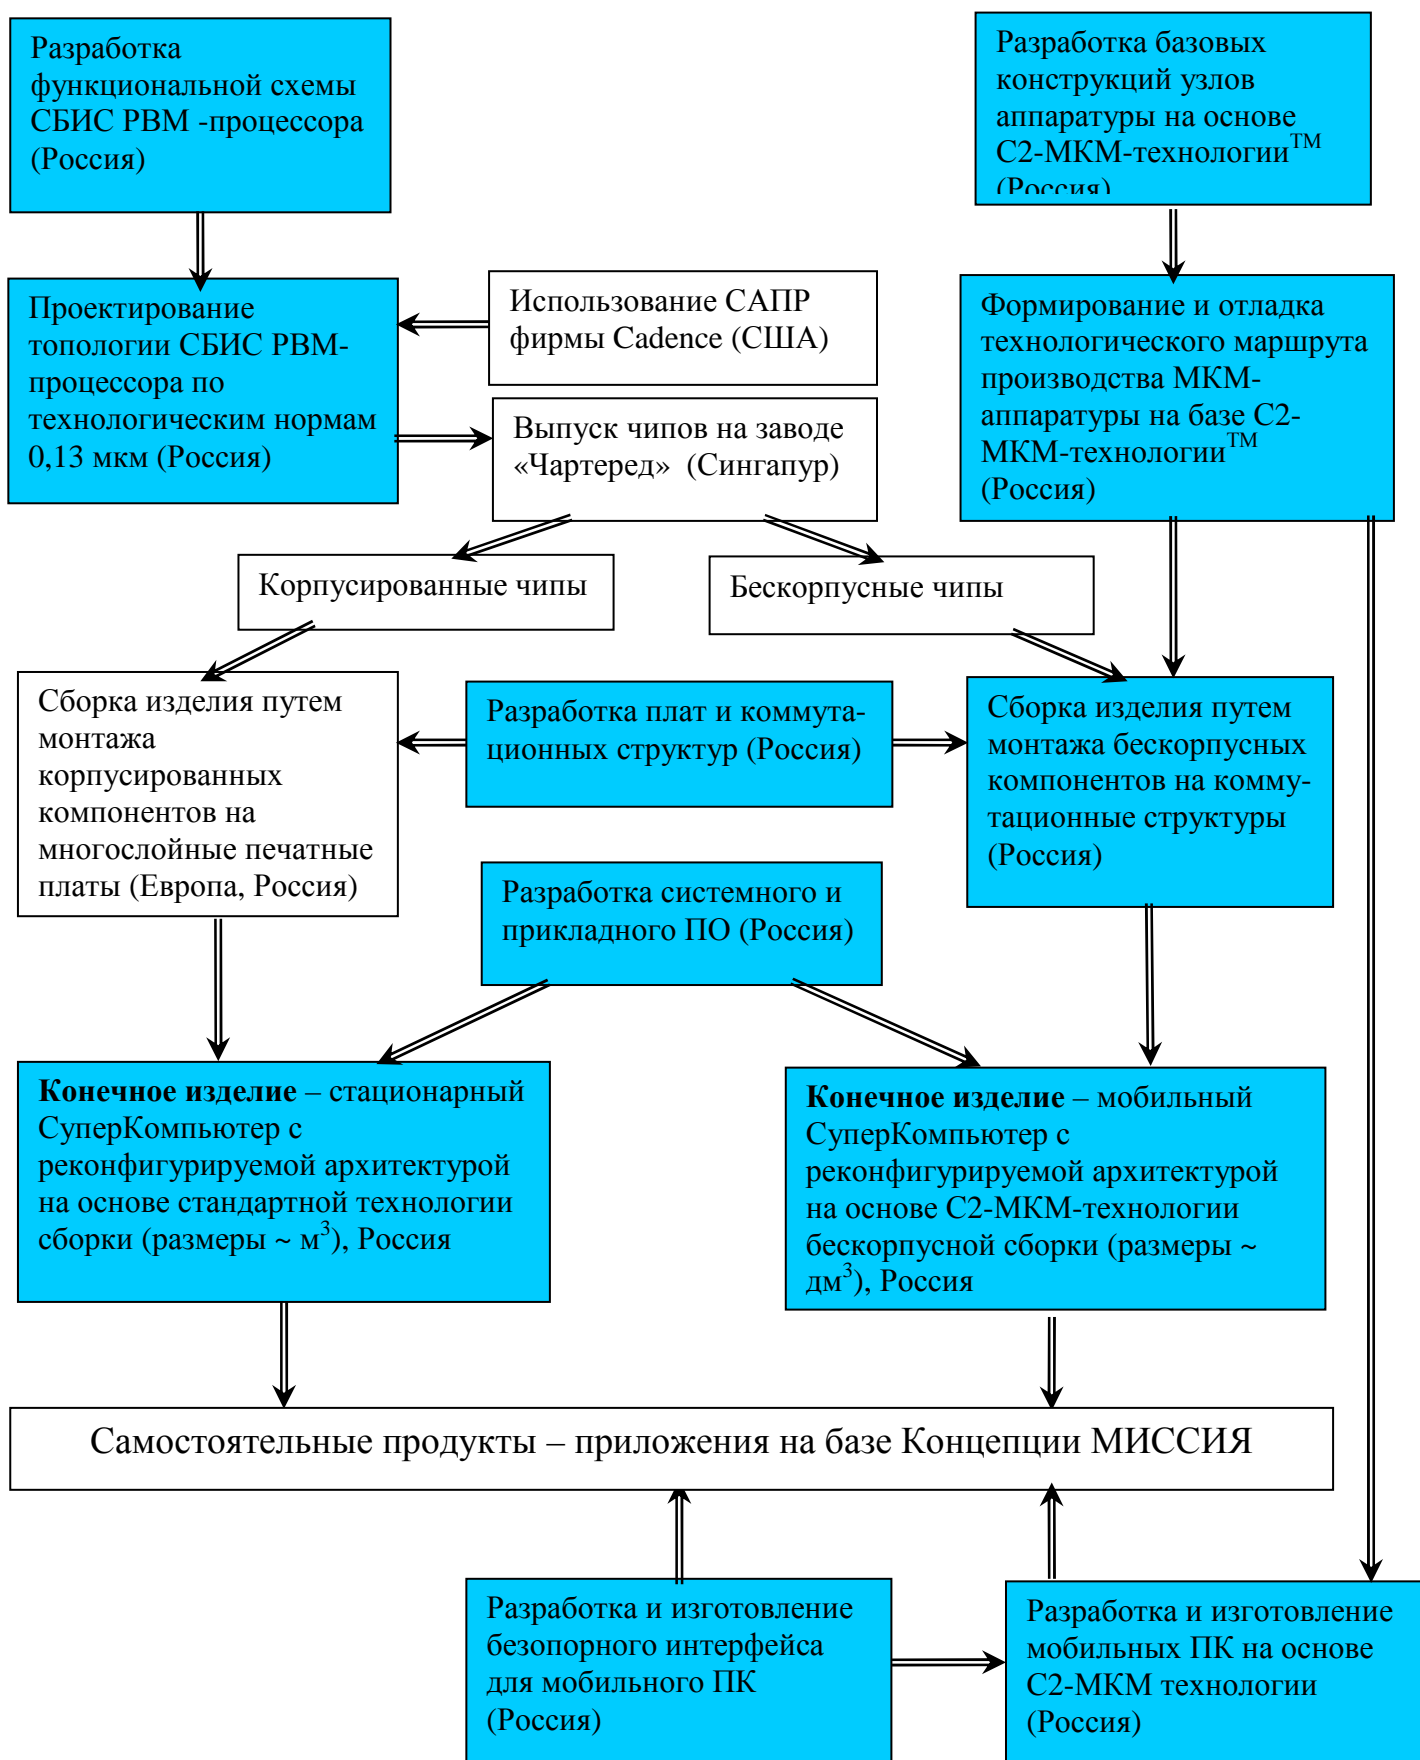 Разработка
функциональной схемы
СБИС РВМ -процессора
(Россия)
Разработка базовых
конструкций узлов
аппаратуры на основе
С2-МКМ-технологии™
(Россия)
Проектирование
топологии СБИС РВМ-
процессора по
технологическим нормам
0,13 мкм (Россия)
Использование САПР
фирмы Cadence (США)
Выпуск чипов на заводе
«Чартеред» (Сингапур)
Формирование и отладка
технологического маршрута
производства МКМ-
аппаратуры на базе С2-
МКМ-технологии™
(Россия)
Корпусированные чипы
Бескорпусные чипы
Сборка изделия путем
монтажа
корпусированных
компонентов на
многослойные печатные
платы (Европа, Россия)
Разработка плат и коммута-
ционных структур (Россия)
Сборка изделия путем
монтажа бескорпусных
компонентов на комму-
тационные структуры
(Россия)
Разработка системного и
прикладного ПО (Россия)
Конечное изделие – стационарный
СуперКомпьютер с
реконфигурируемой архитектурой
на основе стандартной технологии
сборки (размеры ~ м³), Россия
Конечное изделие – мобильный
СуперКомпьютер с
реконфигурируемой архитектурой
на основе С2-МКМ-технологии
бескорпусной сборки (размеры ~
дм³), Россия
Самостоятельные продукты – приложения на базе Концепции МИССИЯ
Разработка и изготовление
безопорного интерфейса
для мобильного ПК
(Россия)
Разработка и изготовление
мобильных ПК на основе
С2-МКМ технологии
(Россия)